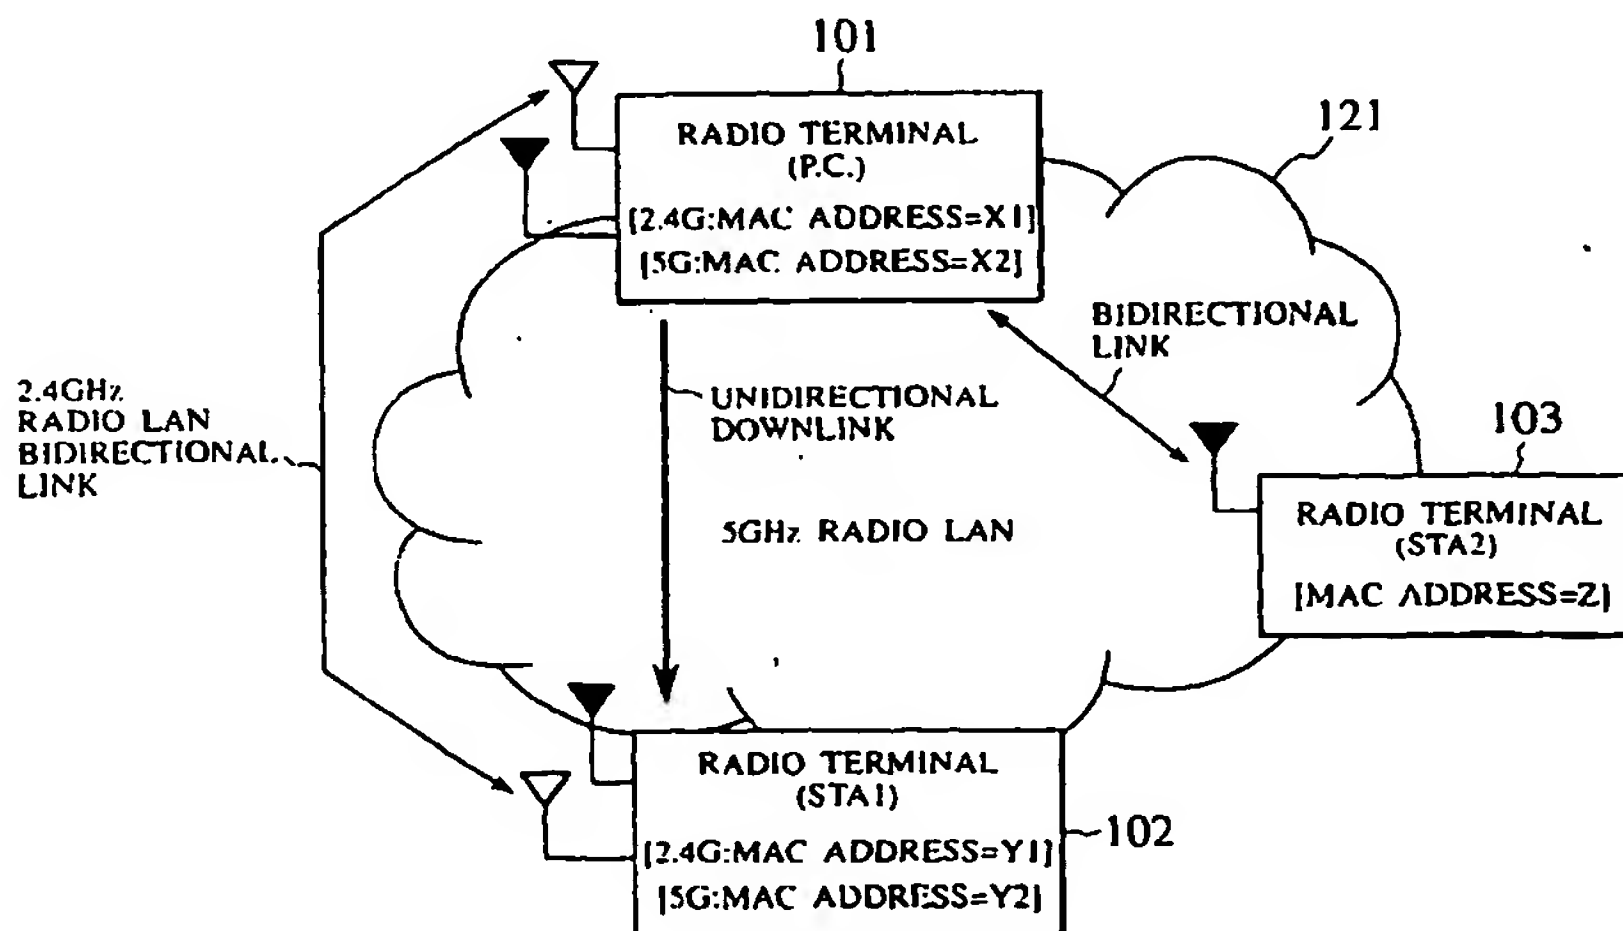 101
RADIO TERMINAL
(P.C.)
[2.4G:MAC ADDRESS=X1]
[5G:MAC ADDRESS=X2]
121
BIDIRECTIONAL
LINK
2.4GHz
RADIO LAN
BIDIRECTIONAL
LINK
UNIDIRECTIONAL
DOWNLINK
5GHz RADIO LAN
103
RADIO TERMINAL
(STA2)
[MAC ADDRESS=Z]
RADIO TERMINAL
(STA1)
[2.4G:MAC ADDRESS=Y1]
[5G:MAC ADDRESS=Y2]
102